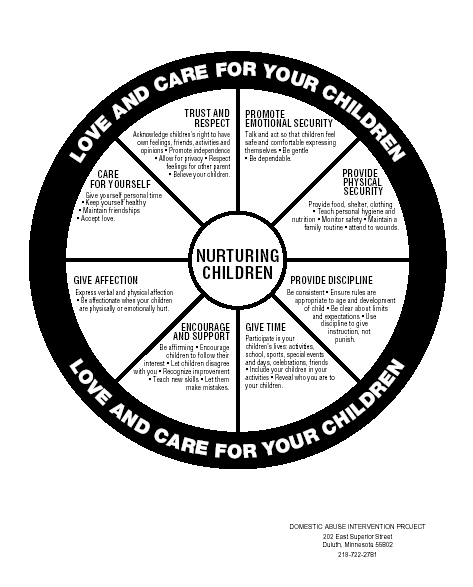 LOVE AND CARE FOR YOUR CHILDREN
TRUST AND
RESPECT
Acknowledge children's right to have
own feelings, friends, activities and
opinions • Promote independence
• Allow for privacy • Respect
feelings for other parent
• Believe your children.
PROMOTE
EMOTIONAL SECURITY
Talk and act so that children feel
safe and comfortable expressing
themselves • Be gentle
• Be dependable.
CARE
FOR YOURSELF
Give yourself personal time
• Keep yourself healthy
• Maintain friendships
• Accept love.
PROVIDE
PHYSICAL
SECURITY
Provide food, shelter, clothing
• Teach personal hygiene and
nutrition • Monitor safety • Maintain a
family routine • attend to wounds.
NURTURING
CHILDREN
GIVE AFFECTION
Express verbal and physical affection
• Be affectionate when your children
are physically or emotionally hurt.
PROVIDE DISCIPLINE
Be consistent • Ensure rules are
appropriate to age and development
of child • Be clear about limits
and expectations • Use
discipline to give
instruction, not
punish.
ENCOURAGE
AND SUPPORT
Be affirming • Encourage
children to follow their
interest • Let children disagree
with you • Recognize improvement
• Teach new skills • Let them
make mistakes.
GIVE TIME
Participate in your
children's lives: activities,
school, sports, special events
and days, celebrations, friends
• Include your children in your
activities • Reveal who you are to
your children.
LOVE AND CARE FOR YOUR CHILDREN
DOMESTIC ABUSE INTERVENTION PROJECT
202 East Superior Street
Duluth, Minnesota 55802
218-722-2781